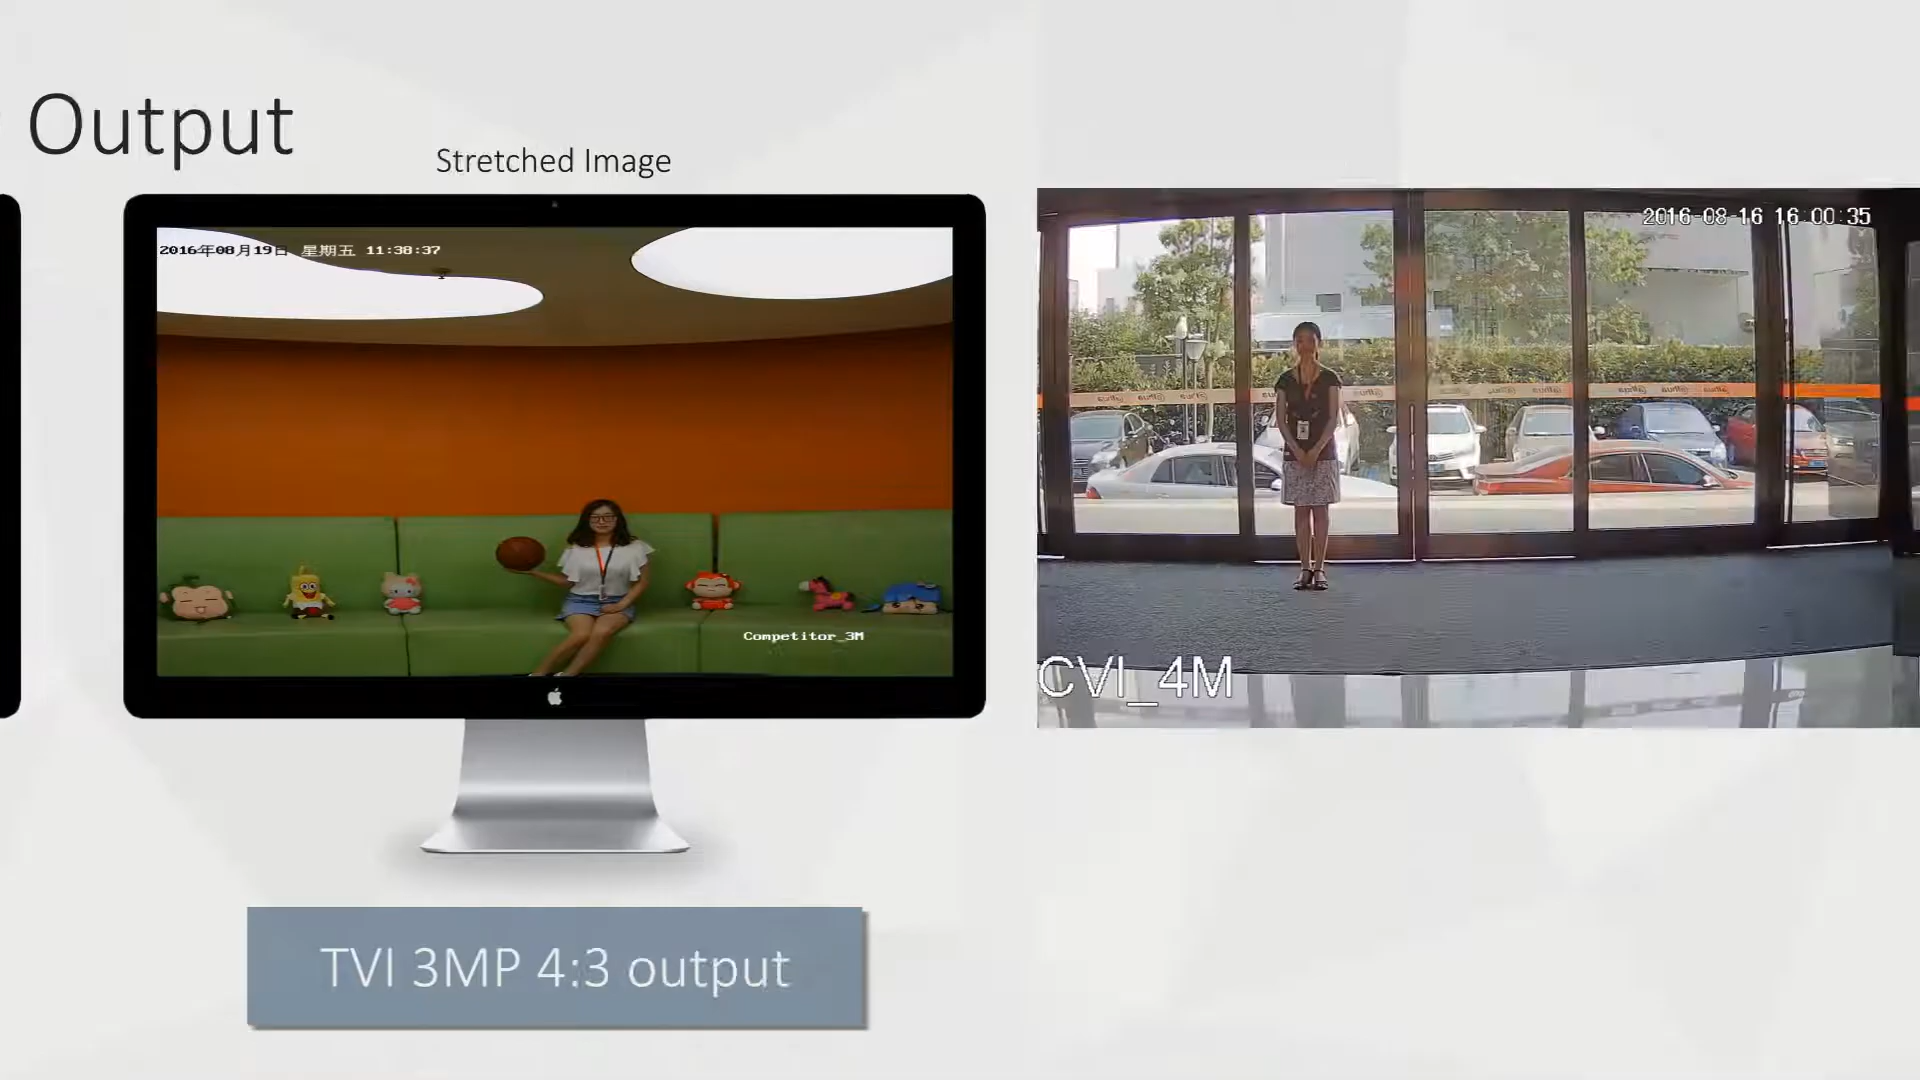 Output
Stretched Image
2016年08月19日 星期五 11:38:37
Competitor_3M
TVI 3MP 4:3 output
2016-08-16 16:00:35
CVI_4M